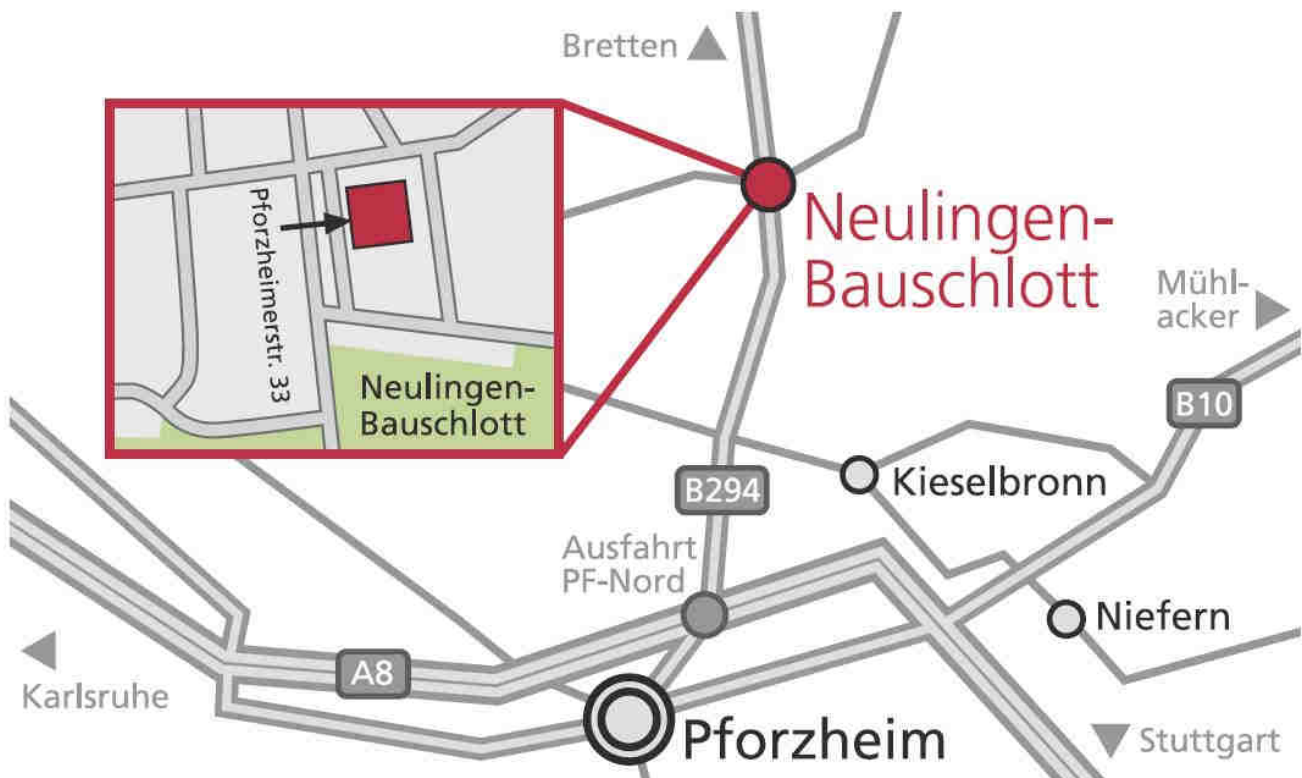 Bretten
Neulingen-
Bauschlott
Mühl-
acker
Pforzheimerstr. 33
Neulingen-
Bauschlott
B10
Kieselbronn
B294
Ausfahrt
PF-Nord
Niefern
A8
Karlsruhe
Pforzheim
Stuttgart